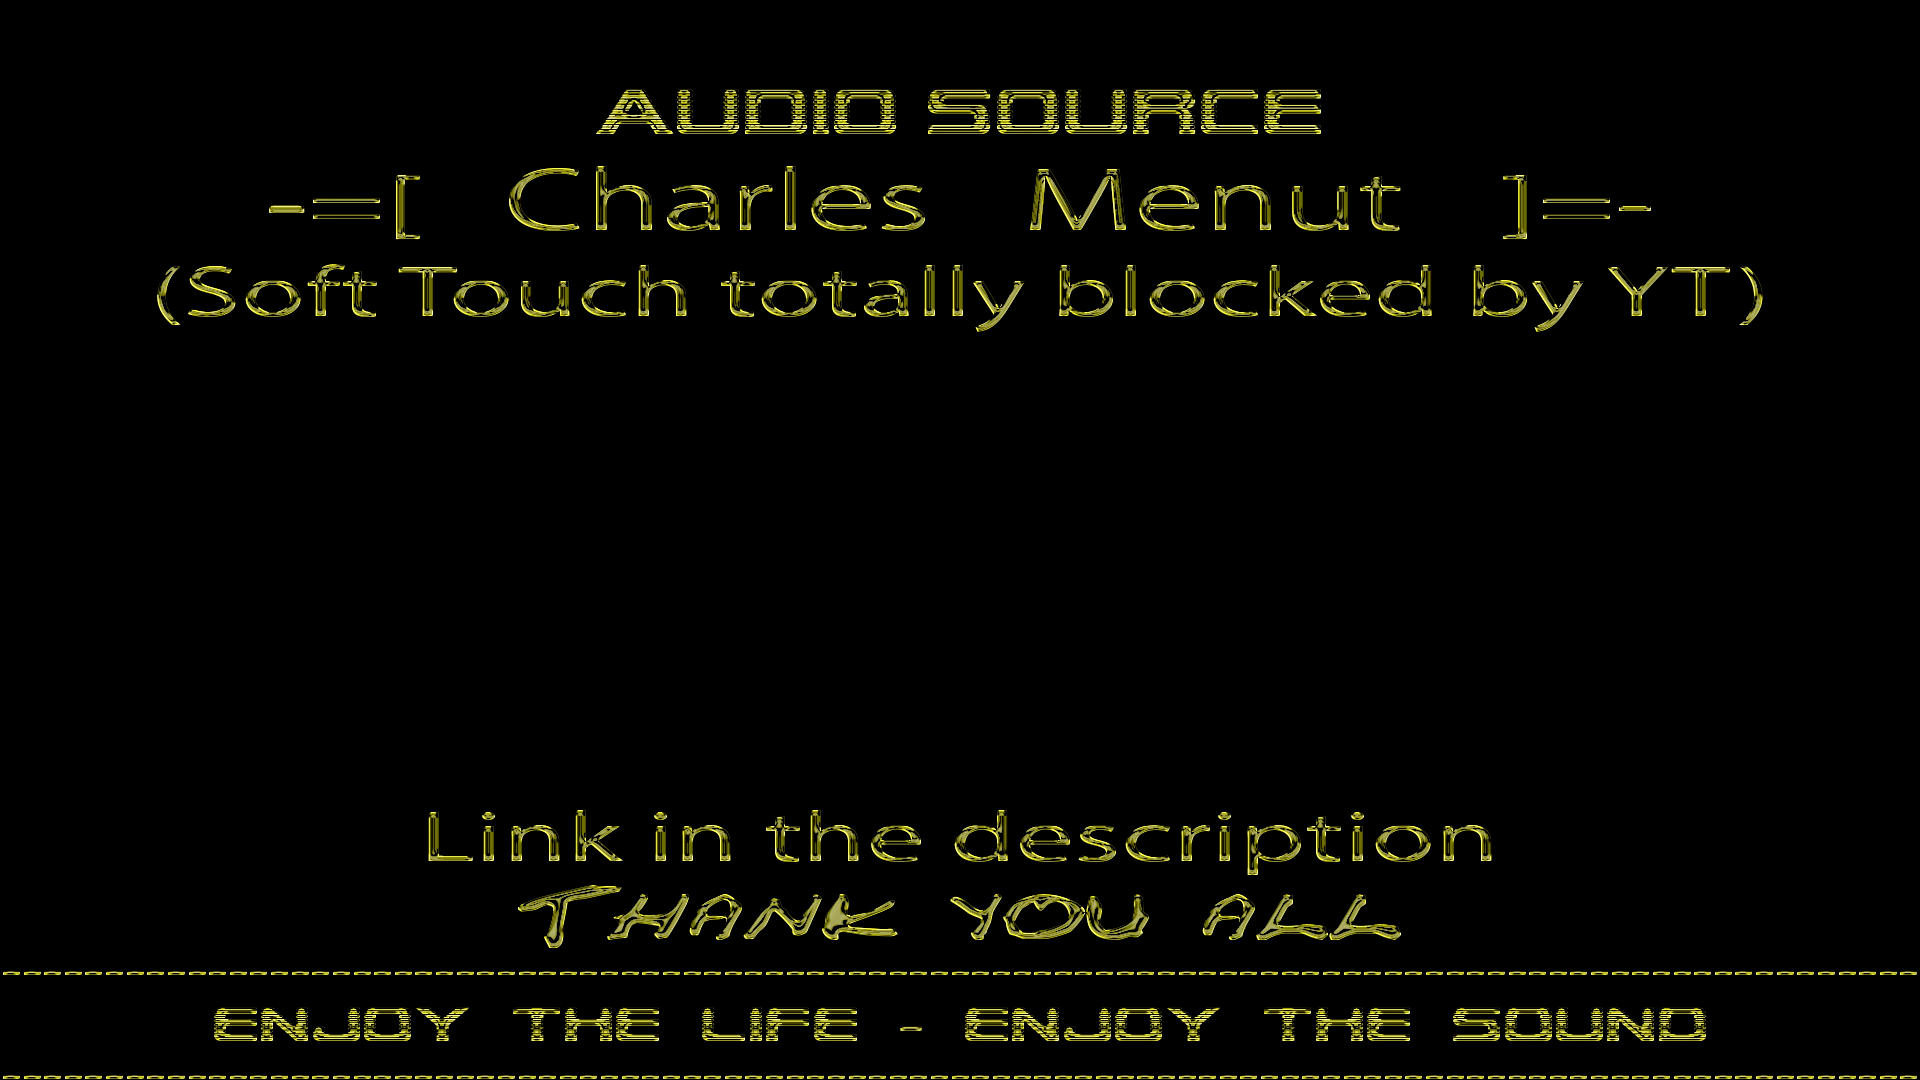 AUDIO SOURCE
-=[ Charles Menut ]=-
(Soft Touch totally blocked by YT)
Link in the description
THANK YOU ALL
ENJOY THE LIFE - ENJOY THE SOUND